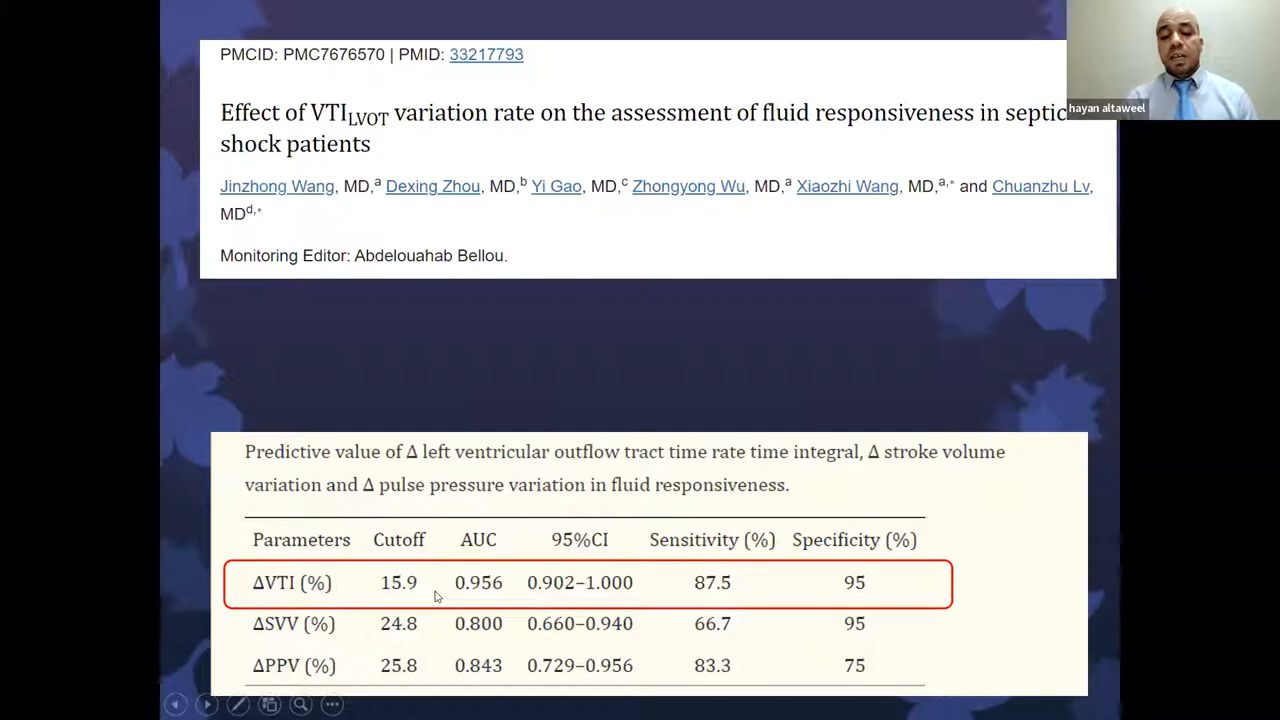 PMCID: PMC7676570 | PMID: 33217793
hayan altaweel
Effect of VTILVOT variation rate on the assessment of fluid responsiveness in septic
shock patients
Jinzhong Wang, MD,a Dexing Zhou, MD,b Yi Gao, MD,c Zhongyong Wu, MD,a Xiaozhi Wang, MD,a,* and Chuanzhu Lv,
MDd,*
Monitoring Editor: Abdelouahab Bellou.
Predictive value of Δ left ventricular outflow tract time rate time integral, Δ stroke volume
variation and Δ pulse pressure variation in fluid responsiveness.
Parameters Cutoff AUC 95%CI Sensitivity (%) Specificity (%)
ΔVTI (%) 15.9 0.956 0.902–1.000 87.5 95
ΔSVV (%) 24.8 0.800 0.660–0.940 66.7 95
ΔPPV (%) 25.8 0.843 0.729–0.956 83.3 75